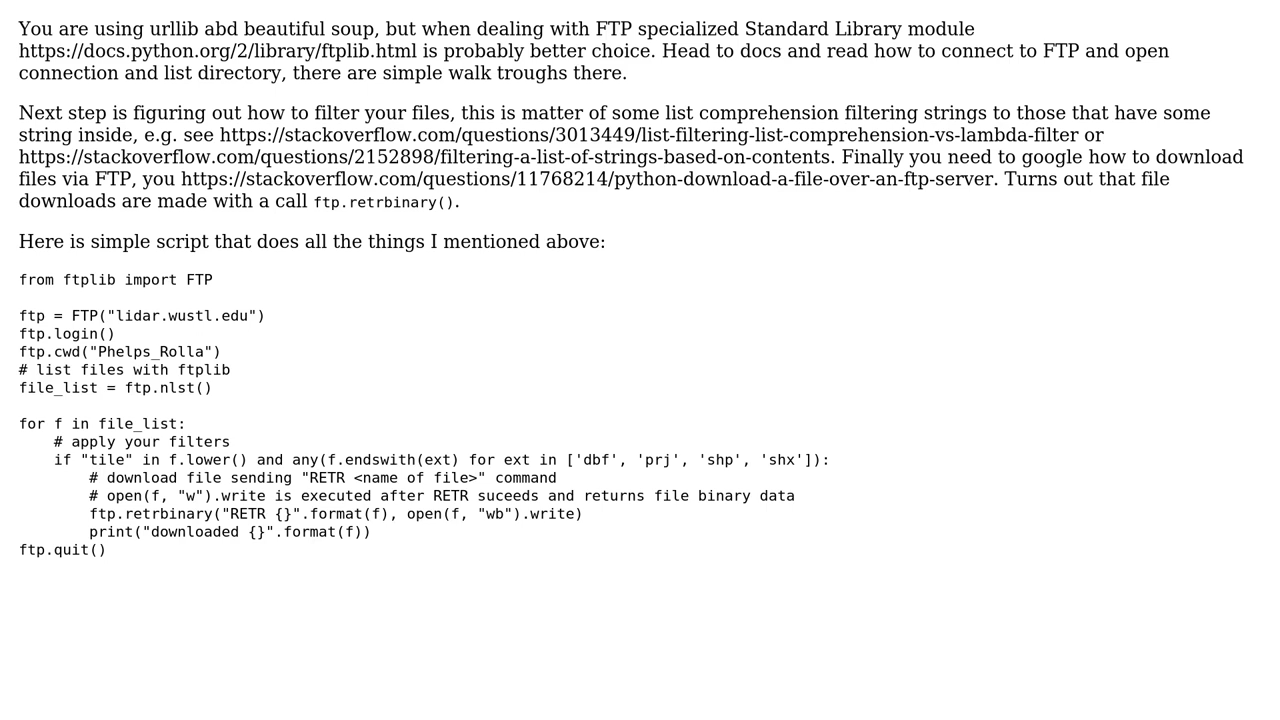 You are using urllib abd beautiful soup, but when dealing with FTP specialized Standard Library module
https://docs.python.org/2/library/ftplib.html is probably better choice. Head to docs and read how to connect to FTP and open
connection and list directory, there are simple walk troughs there.
Next step is figuring out how to filter your files, this is matter of some list comprehension filtering strings to those that have some
string inside, e.g. see https://stackoverflow.com/questions/3013449/list-filtering-list-comprehension-vs-lambda-filter or
https://stackoverflow.com/questions/2152898/filtering-a-list-of-strings-based-on-contents. Finally you need to google how to download
files via FTP, you https://stackoverflow.com/questions/11768214/python-download-a-file-over-an-ftp-server. Turns out that file
downloads are made with a call ftp.retrbinary().
Here is simple script that does all the things I mentioned above:
from ftplib import FTP
ftp = FTP("lidar.wustl.edu")
ftp.login()
ftp.cwd("Phelps_Rolla")
# list files with ftplib
file_list = ftp.nlst()
for f in file_list:
    # apply your filters
    if "tile" in f.lower() and any(f.endswith(ext) for ext in ['dbf', 'prj', 'shp', 'shx']):
        # download file sending "RETR <name of file>" command
        # open(f, "w").write is executed after RETR suceeds and returns file binary data
        ftp.retrbinary("RETR {}".format(f), open(f, "wb").write)
        print("downloaded {}".format(f))
ftp.quit()